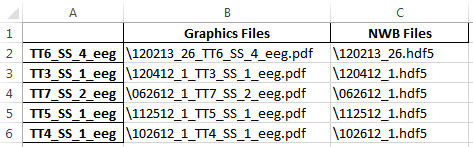 A B C
1 Graphics Files NWB Files
2 TT6_SS_4_eeg \120213_26_TT6_SS_4_eeg.pdf \120213_26.hdf5
3 TT3_SS_1_eeg \120412_1_TT3_SS_1_eeg.pdf \120412_1.hdf5
4 TT7_SS_2_eeg \062612_1_TT7_SS_2_eeg.pdf \062612_1.hdf5
5 TT5_SS_1_eeg \112512_1_TT5_SS_1_eeg.pdf \112512_1.hdf5
6 TT4_SS_1_eeg \102612_1_TT4_SS_1_eeg.pdf \102612_1.hdf5